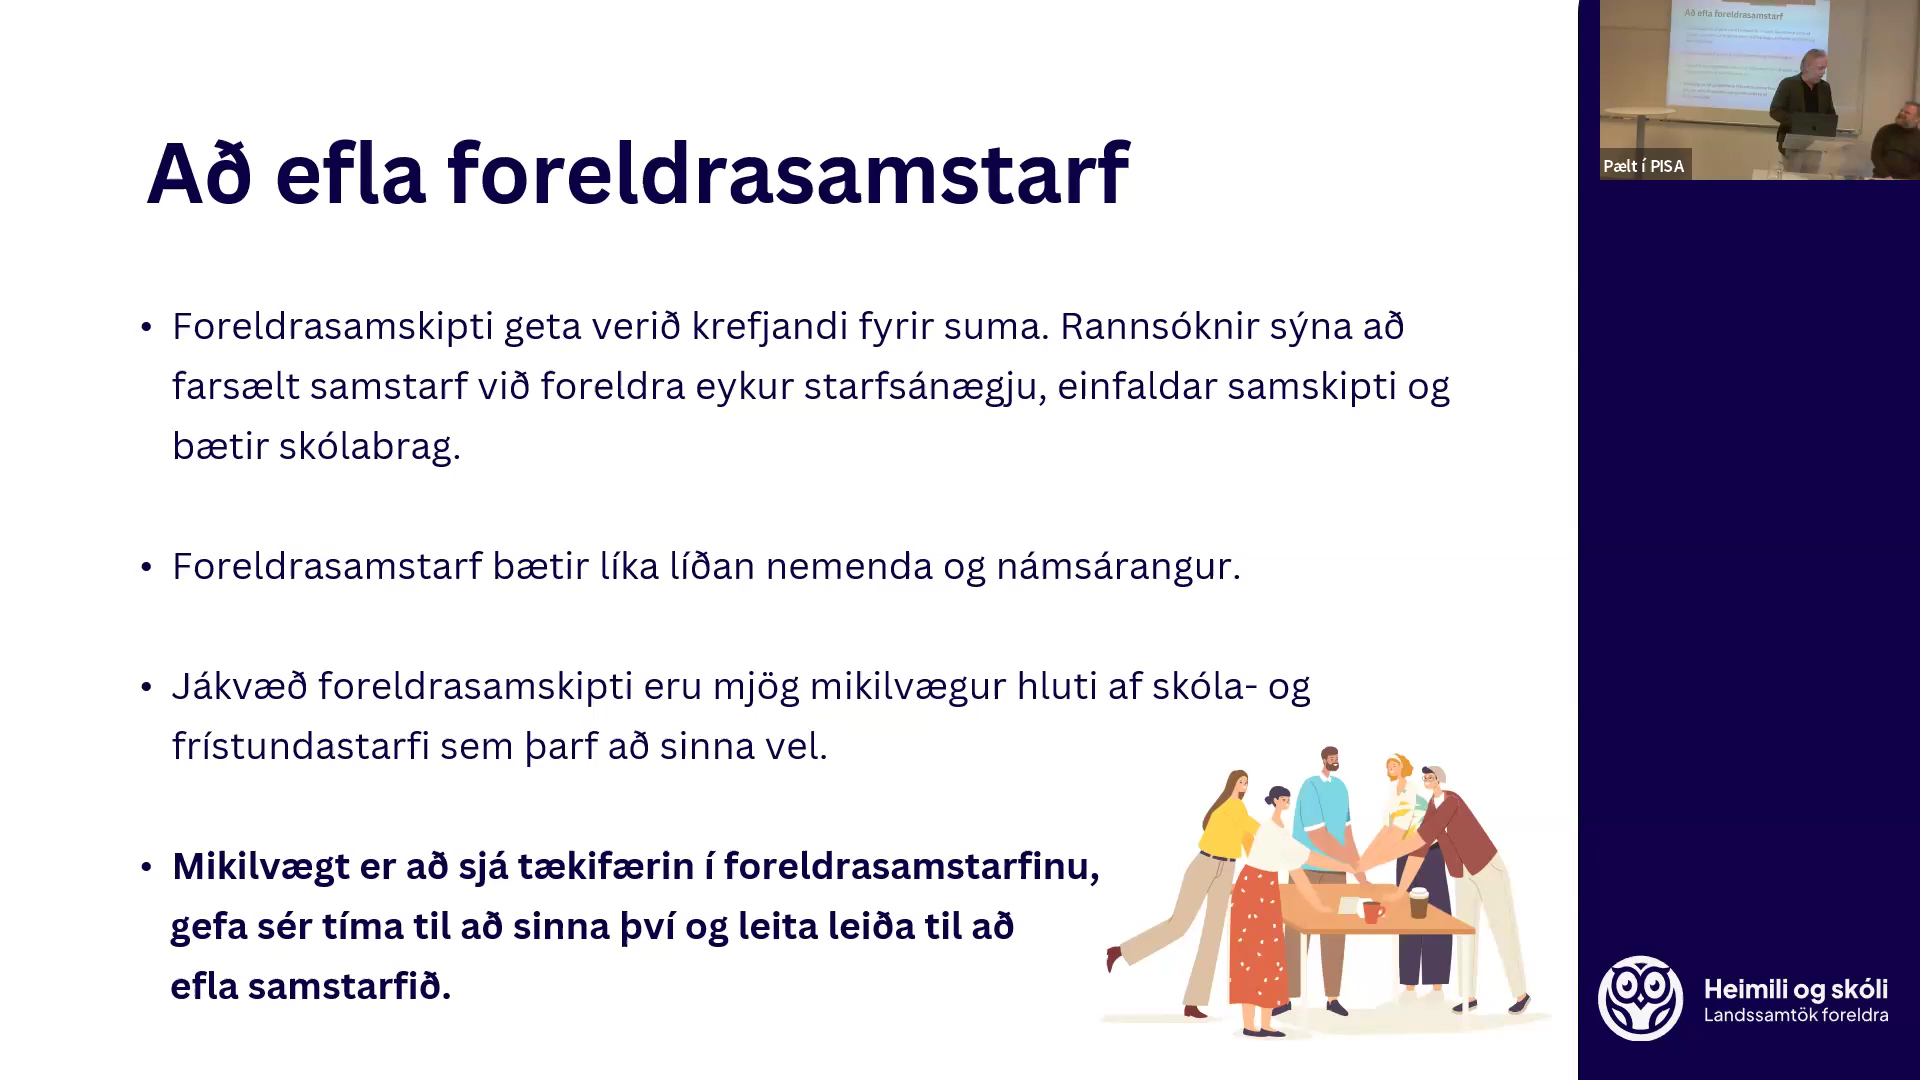 Að efla foreldrasamstarf
• Foreldrasamskipti geta verið krefjandi fyrir suma. Rannsóknir sýna að
farsælt samstarf við foreldra eykur starfsánægju, einfaldar samskipti og
bætir skólabrag.
• Foreldrasamstarf bætir líka líðan nemenda og námsárangur.
• Jákvæð foreldrasamskipti eru mjög mikilvægur hluti af skóla- og
frístundastarfi sem þarf að sinna vel.
• Mikilvægt er að sjá tækifærin í foreldrasamstarfinu,
gefa sér tíma til að sinna því og leita leiða til að
efla samstarfið.
Að efla foreldrasamstarf
Pælt í PISA
Heimili og skóli
Landssamtök foreldra